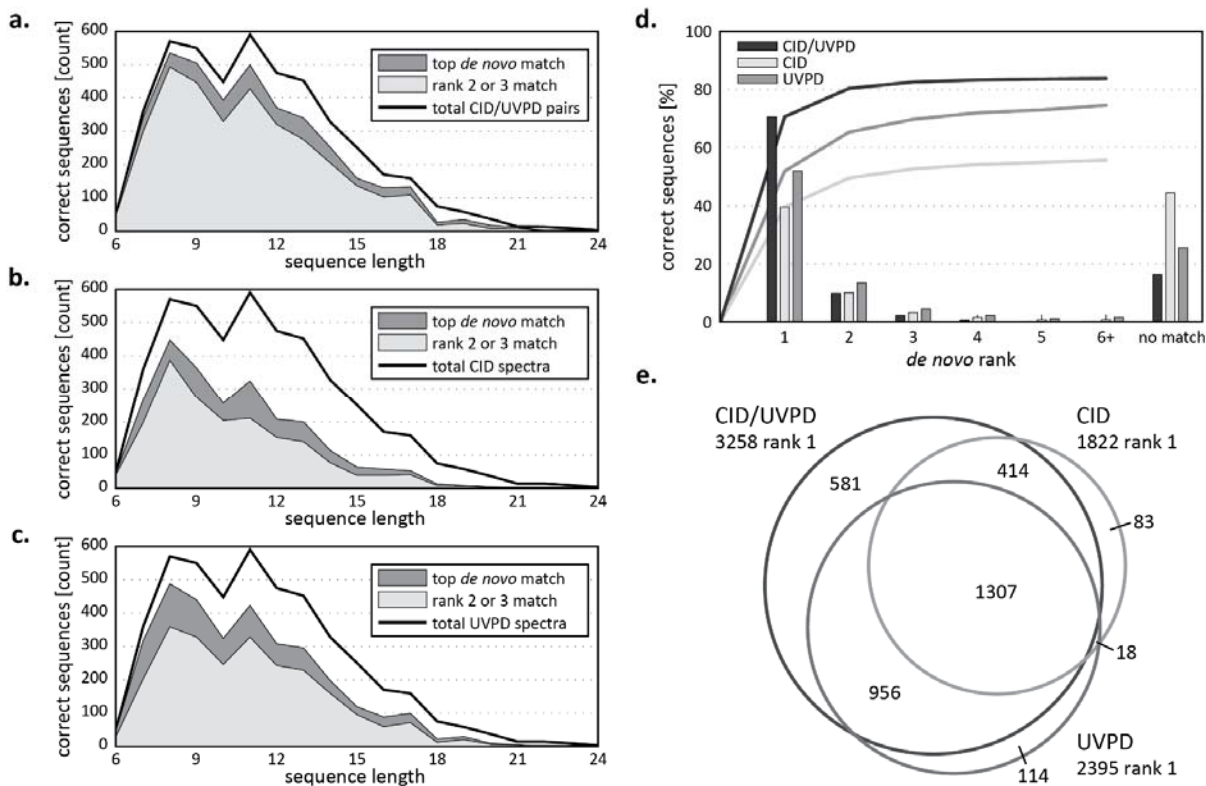 a.
correct sequences [count]
600
500
400
300
200
100
0
top de novo match
rank 2 or 3 match
total CID/UVPD pairs
6 9 12 15 18 21 24
sequence length
b.
correct sequences [count]
600
500
400
300
200
100
0
top de novo match
rank 2 or 3 match
total CID spectra
6 9 12 15 18 21 24
sequence length
c.
correct sequences [count]
600
500
400
300
200
100
0
top de novo match
rank 2 or 3 match
total UVPD spectra
6 9 12 15 18 21 24
sequence length
d.
correct sequences [%]
100
80
60
40
20
0
CID/UVPD
CID
UVPD
1 2 3 4 5 6+ no match
de novo rank
e.
CID/UVPD
3258 rank 1
CID
1822 rank 1
581
414
83
1307
18
956
114
UVPD
2395 rank 1